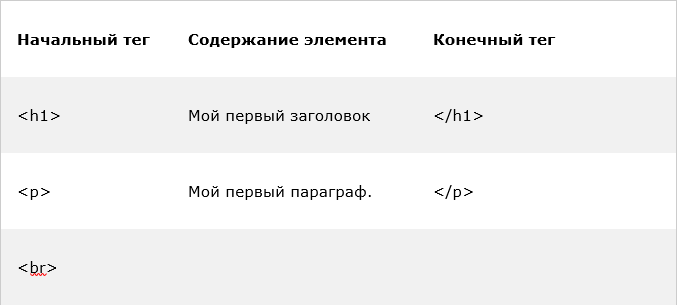 Начальный тег Содержание элемента Конечный тег
<h1> Мой первый заголовок </h1>
<p> Мой первый параграф. </p>
<br>